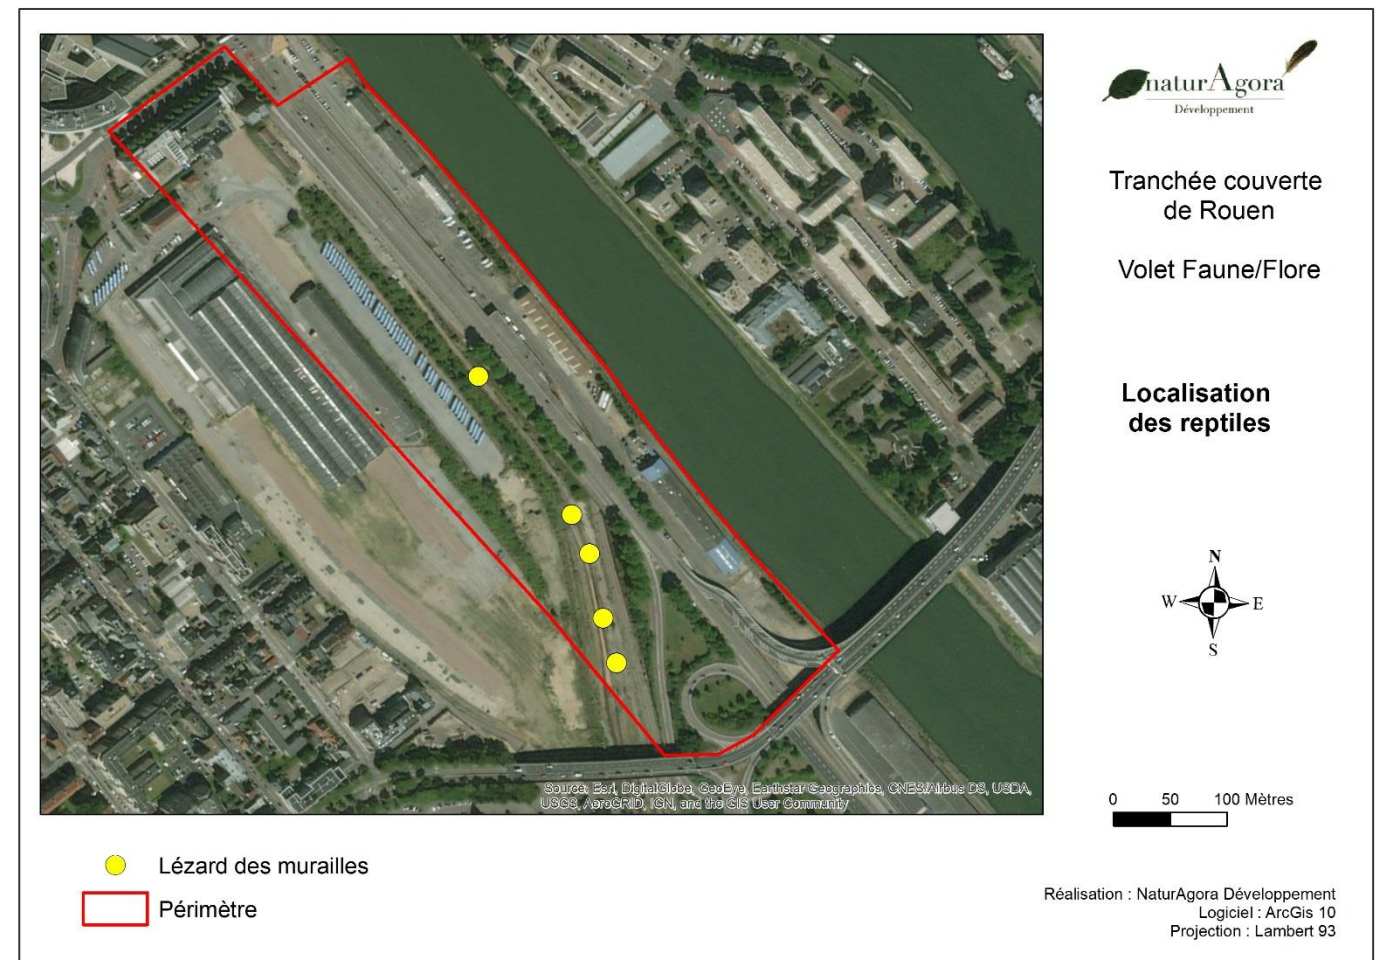 naturAgora
Développement
Tranchée couverte
de Rouen
Volet Faune/Flore
Localisation
des reptiles
N
W E
S
0 50 100 Mètres
Source: Esri, DigitalGlobe, GeoEye, Earthstar Geographics, CNES/Airbus DS, USDA,
USGS, AeroGRID, IGN, and the GIS User Community
Lézard des murailles
Périmètre
Réalisation : NaturAgora Développement
Logiciel : ArcGis 10
Projection : Lambert 93